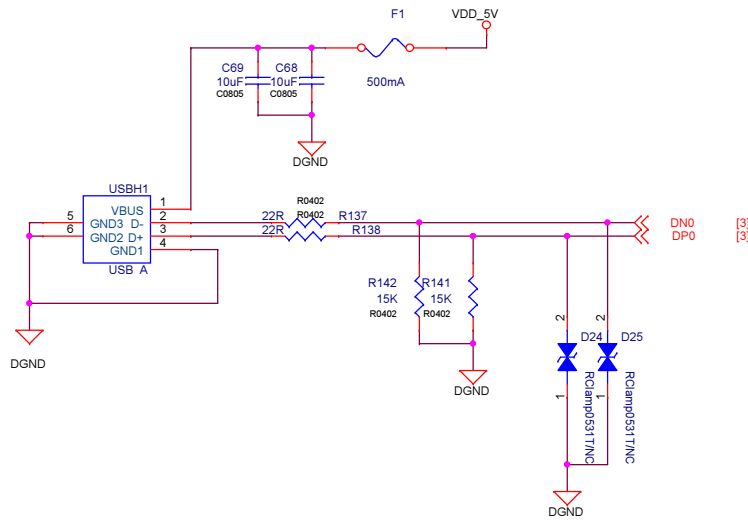 F1
VDD_5V
500mA
C69
10uF
C0805
C68
10uF
C0805
DGND
USBH1
VBUS
1
GND3 D-
5
2
GND2 D+
6
3
GND1
4
USB_A
DGND
R0402
22R
R137
R0402
22R
R138
DN0 [3]
DP0 [3]
R142
15K
R0402
R141
15K
R0402
DGND
2
D24
1
RClamp0531T/NC
2
D25
1
RClamp0531T/NC
DGND